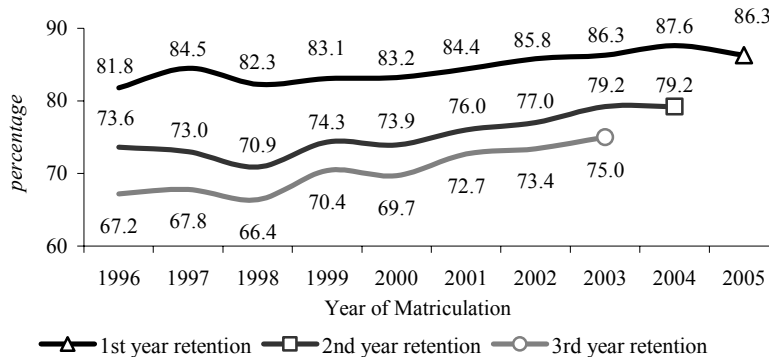 90
86.3
81.8 84.5 82.3 83.1 83.2 84.4 85.8 86.3 87.6
80
73.6 73.0 70.9 74.3 73.9 76.0 77.0 79.2 79.2
70
67.2 67.8 66.4 70.4 69.7 72.7 73.4 75.0
60
percentage
1996 1997 1998 1999 2000 2001 2002 2003 2004 2005
Year of Matriculation
1st year retention 2nd year retention 3rd year retention